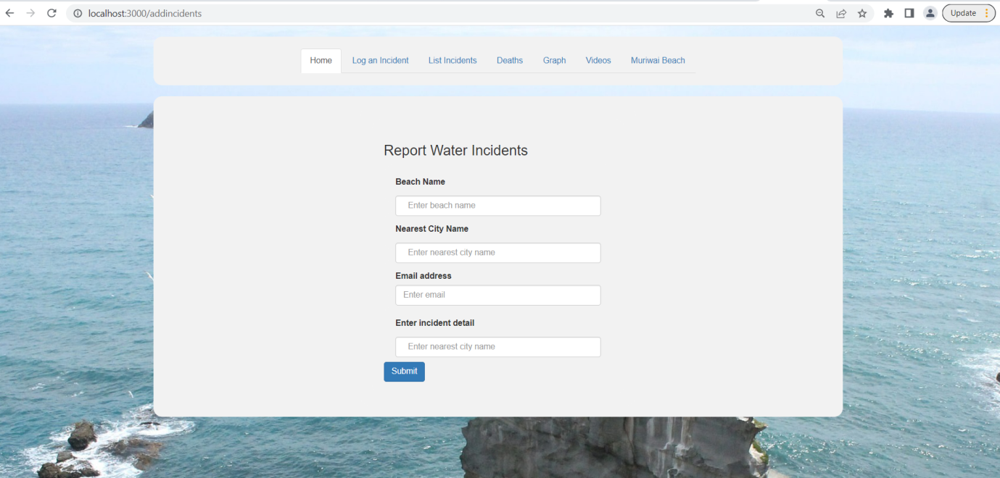 localhost:3000/addincidents Update
Home Log an Incident List Incidents Deaths Graph Videos Muriwai Beach
Report Water Incidents
Beach Name
Enter beach name
Nearest City Name
Enter nearest city name
Email address
Enter email
Enter incident detail
Enter nearest city name
Submit